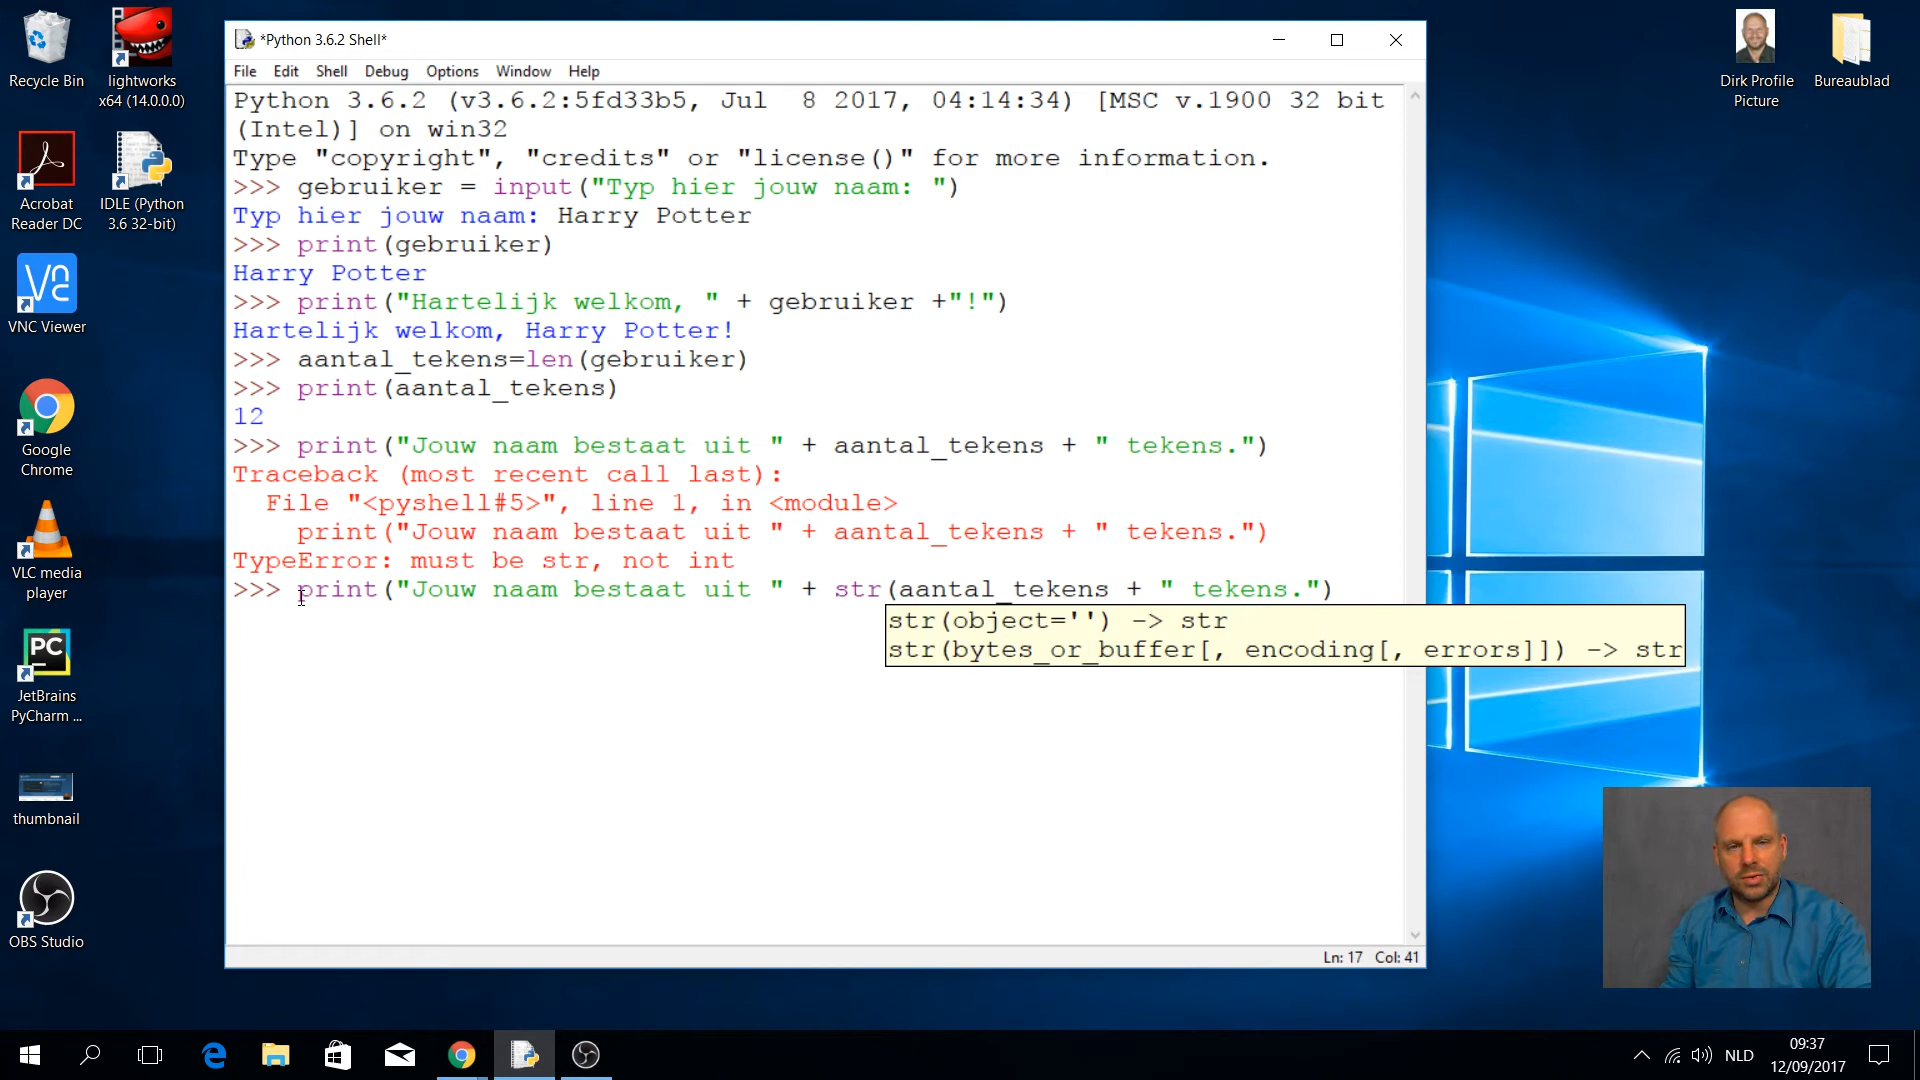 Recycle Bin
lightworks
x64 (14.0.0.0)
Acrobat
Reader DC
IDLE (Python
3.6 32-bit)
VNC Viewer
Google
Chrome
VLC media
player
JetBrains
PyCharm ...
thumbnail
OBS Studio
*Python 3.6.2 Shell*
File Edit Shell Debug Options Window Help
Python 3.6.2 (v3.6.2:5fd33b5, Jul  8 2017, 04:14:34) [MSC v.1900 32 bit
(Intel)] on win32
Type "copyright", "credits" or "license()" for more information.
>>> gebruiker = input("Typ hier jouw naam: ")
Typ hier jouw naam: Harry Potter
>>> print(gebruiker)
Harry Potter
>>> print("Hartelijk welkom, " + gebruiker +"!")
Hartelijk welkom, Harry Potter!
>>> aantal_tekens=len(gebruiker)
>>> print(aantal_tekens)
12
>>> print("Jouw naam bestaat uit " + aantal_tekens + " tekens.")
Traceback (most recent call last):
  File "<pyshell#5>", line 1, in <module>
    print("Jouw naam bestaat uit " + aantal_tekens + " tekens.")
TypeError: must be str, not int
>>> print("Jouw naam bestaat uit " + str(aantal_tekens + " tekens.")
str(object='') -> str
str(bytes_or_buffer[, encoding[, errors]]) -> str
Ln: 17 Col: 41
Dirk Profile
Picture
Bureaublad
VNC
PC
NLD
09:37
12/09/2017